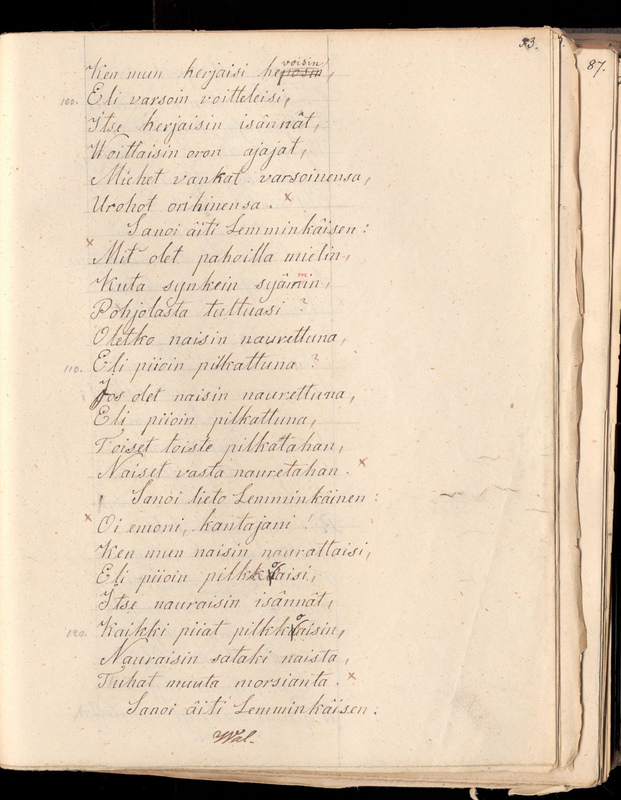 53.
87.
Ken mun herjaisi hevoisin,
100. Eli varsoin voitteleisi,
Itse herjaisin isännät,
Woittaisin oron ajajat,
Miehet vankat varsoinensa,
Urohot orihinensa. ×
Sanoi äiti Lemminkäisen:
× Mit olet pahoilla mielin,
Kuta synkein syämin,
Pohjolasta tultuasi?
Oletko naisin naurettuna,
110. Eli piioin pilkattuna?
Jos olet naisin naurettuna,
Eli piioin pilkattuna,
Toiset toiste pilkatahan,
Naiset vasta nauretahan. ×
Sanoi lieto Lemminkäinen:
× Oi emoni, kantajani!
Ken mun naisin naurattaisi,
Eli piioin pilkkoaisi,
Itse nauraisin isännät,
120. Kaikki piiat pilkkoaisin,
Nauraisin sataki naista,
Tuhat muuta morsianta. ×
Sanoi äiti Lemminkäisen:
Wal.